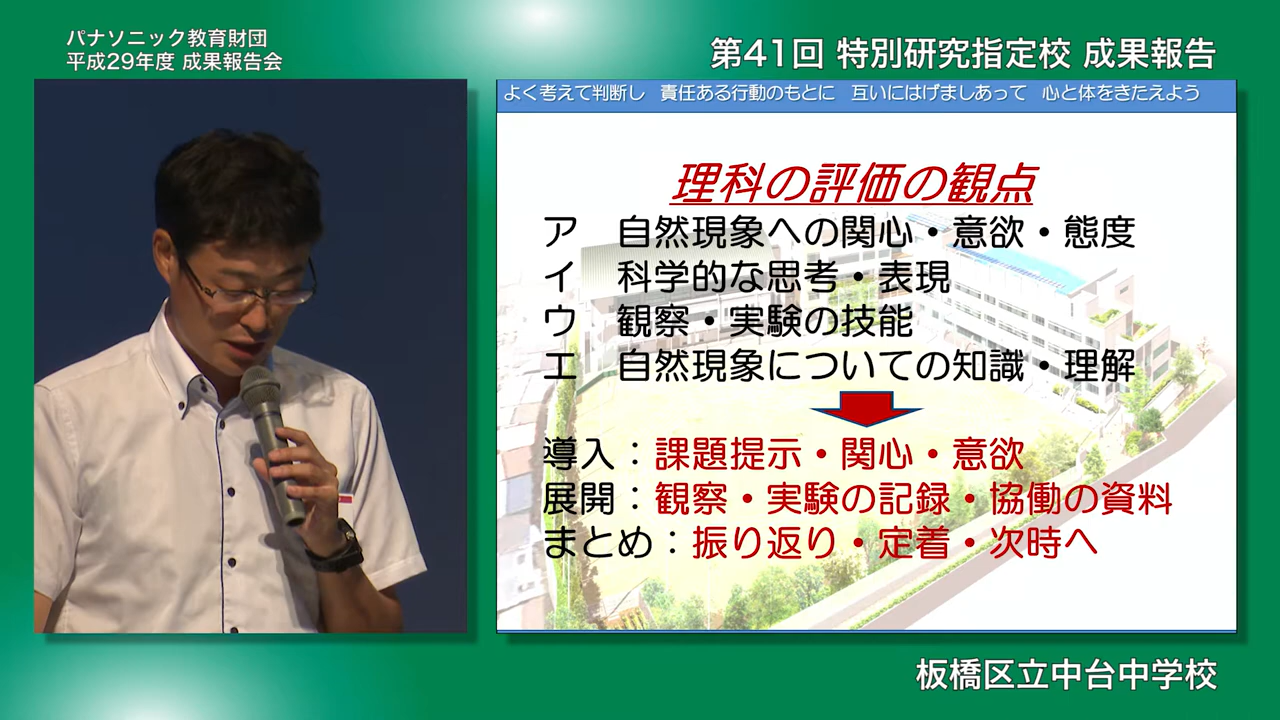 パナソニック教育財団
平成29年度 成果報告会
第41回 特別研究指定校 成果報告
よく考えて判断し 責任ある行動のもとに 互いにはげましあって 心と体をきたえよう
理科の評価の観点
ア 自然現象への関心・意欲・態度
イ 科学的な思考・表現
ウ 観察・実験の技能
エ 自然現象についての知識・理解
導入：課題提示・関心・意欲
展開：観察・実験の記録・協働の資料
まとめ：振り返り・定着・次時へ
板橋区立中台中学校